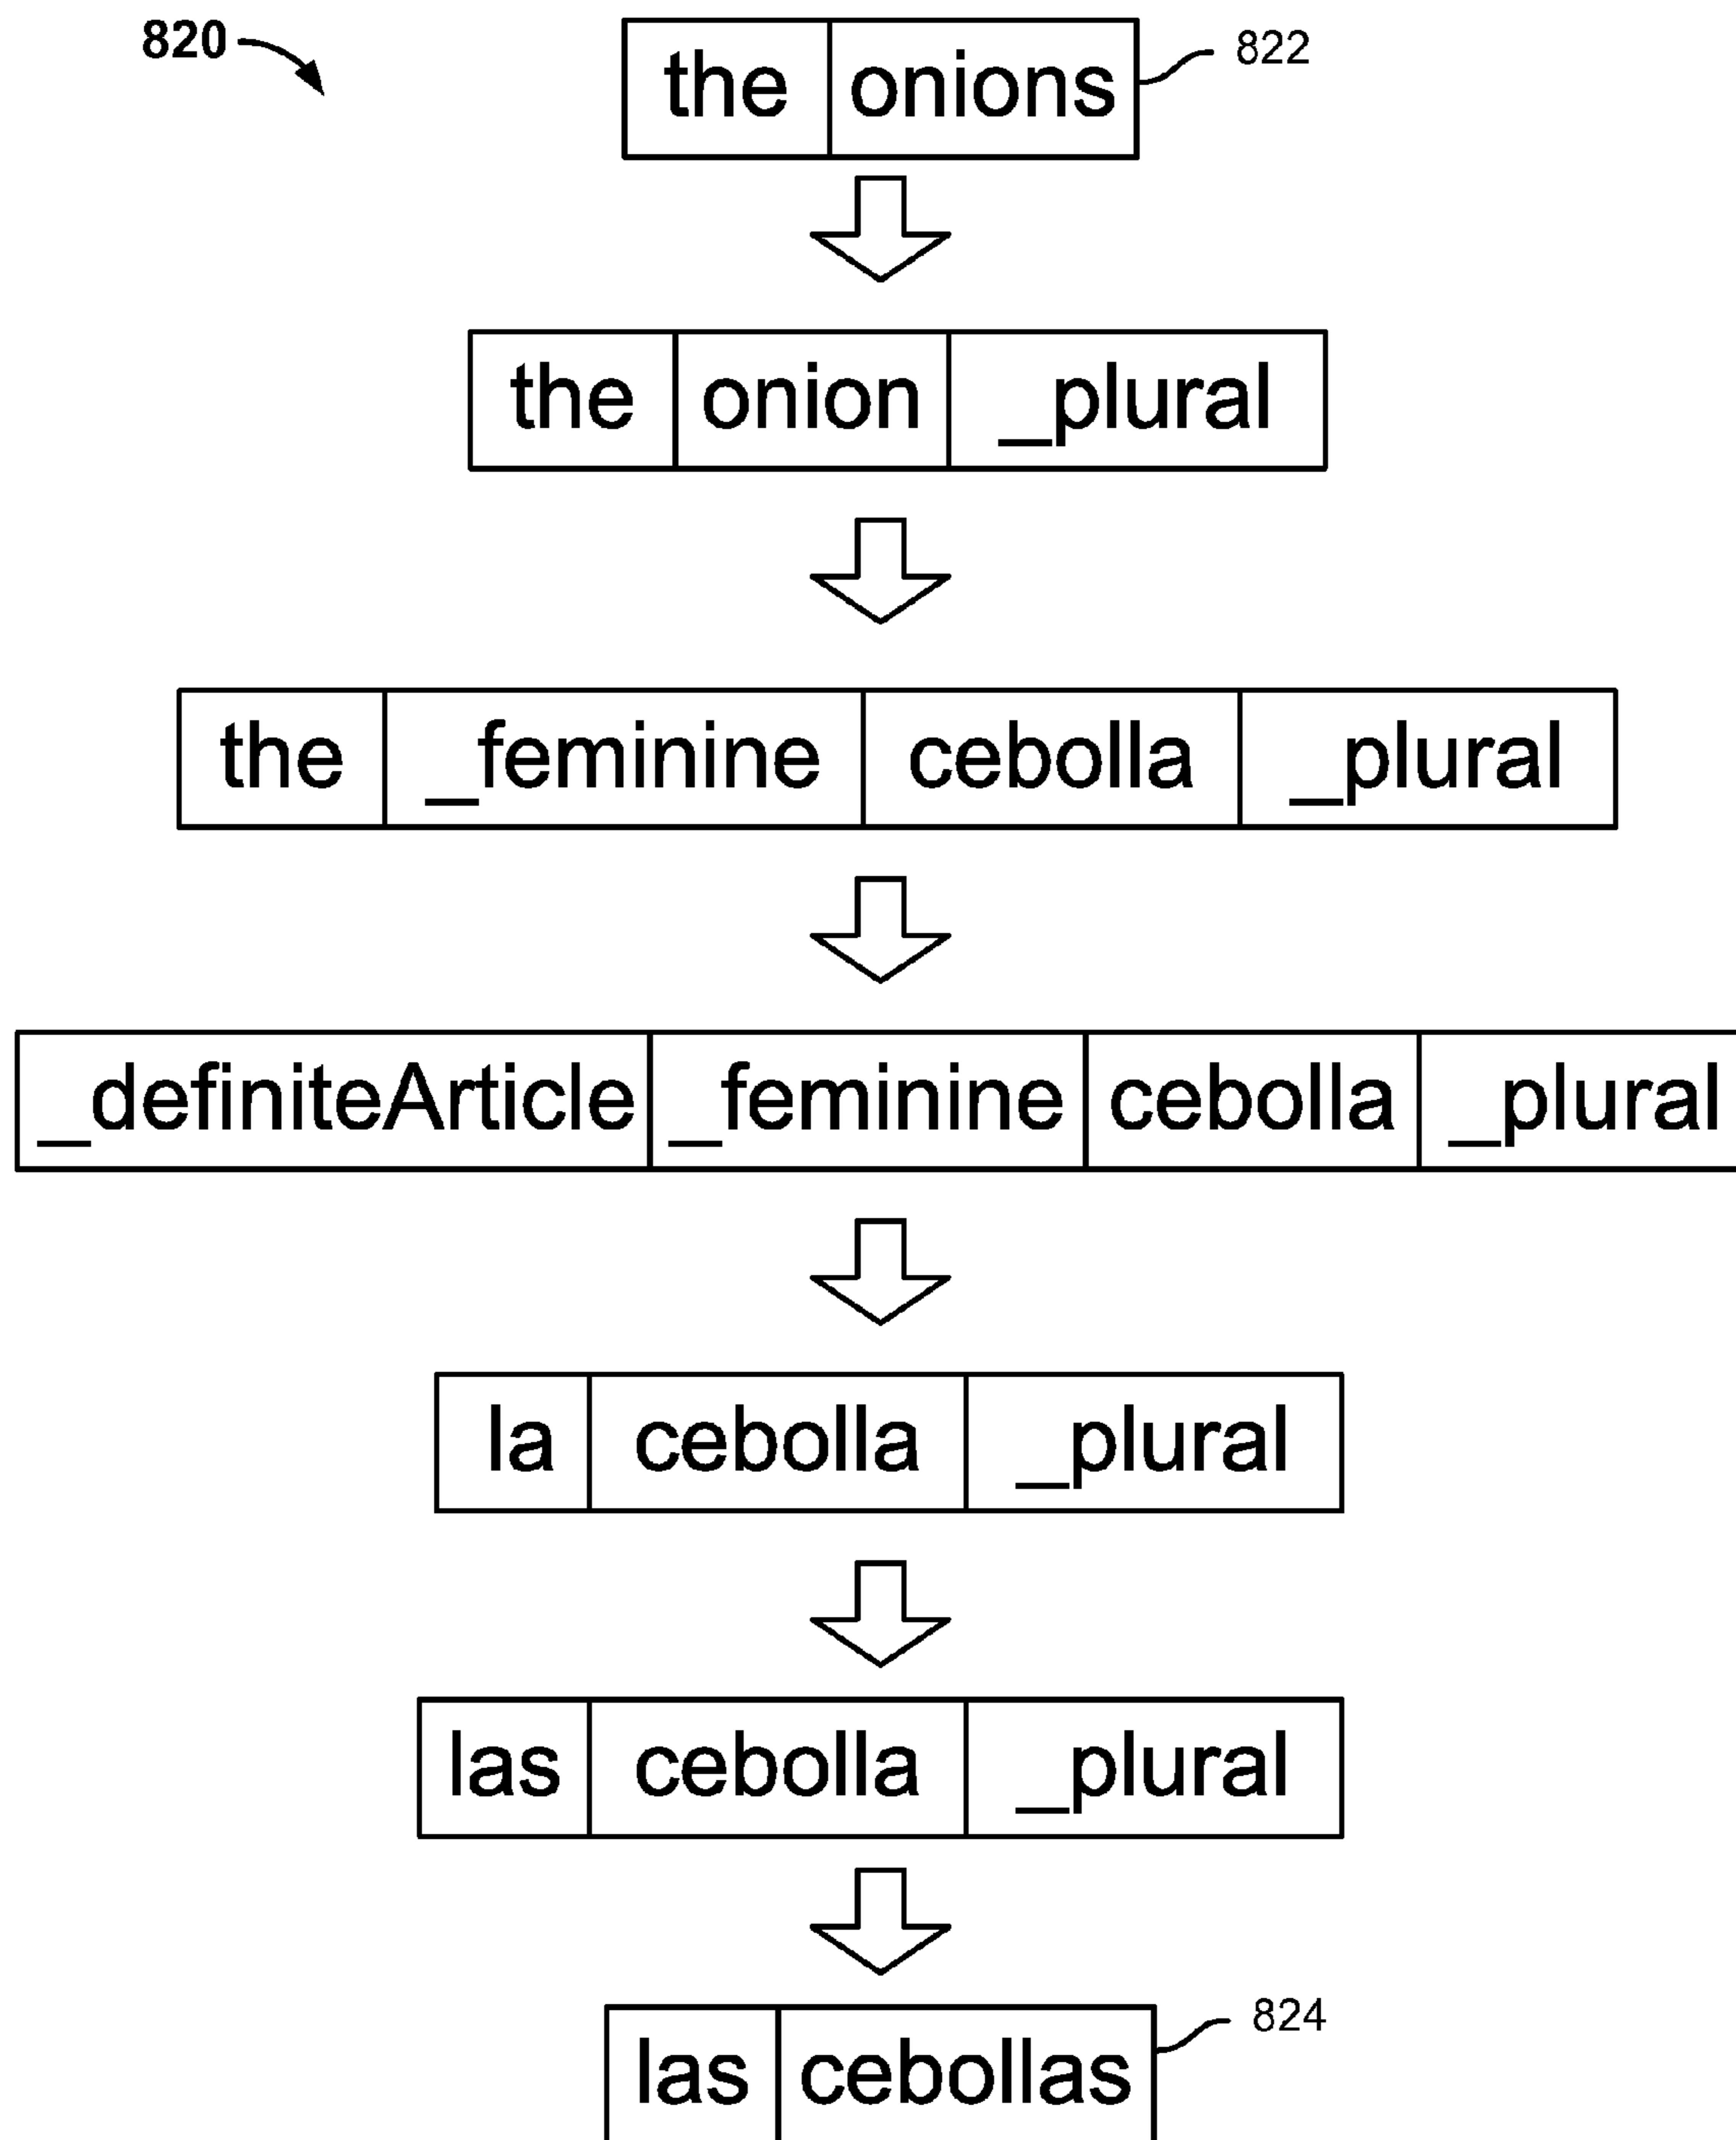 820
the onions 822
the onion _plural
the _feminine cebolla _plural
_definiteArticle _feminine cebolla _plural
la cebolla _plural
las cebolla _plural
las cebollas 824